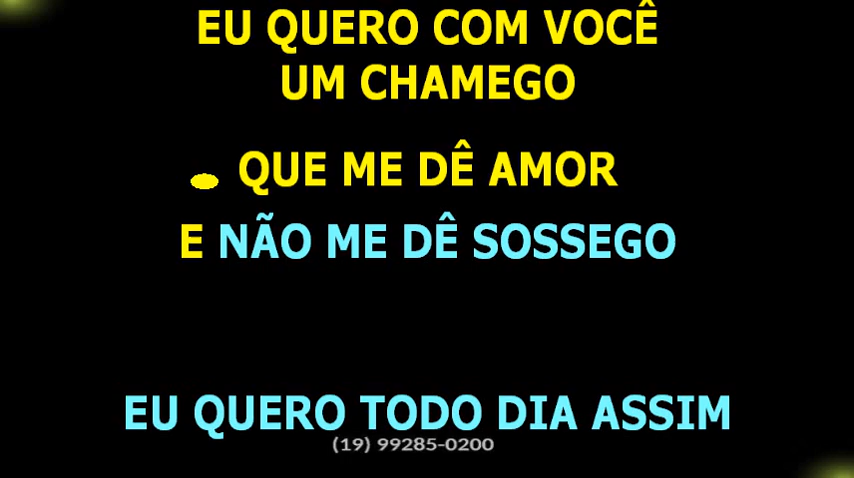 EU QUERO COM VOCÊ
UM CHAMEGO
QUE ME DÊ AMOR
E NÃO ME DÊ SOSSEGO
EU QUERO TODO DIA ASSIM
(19) 99285-0200